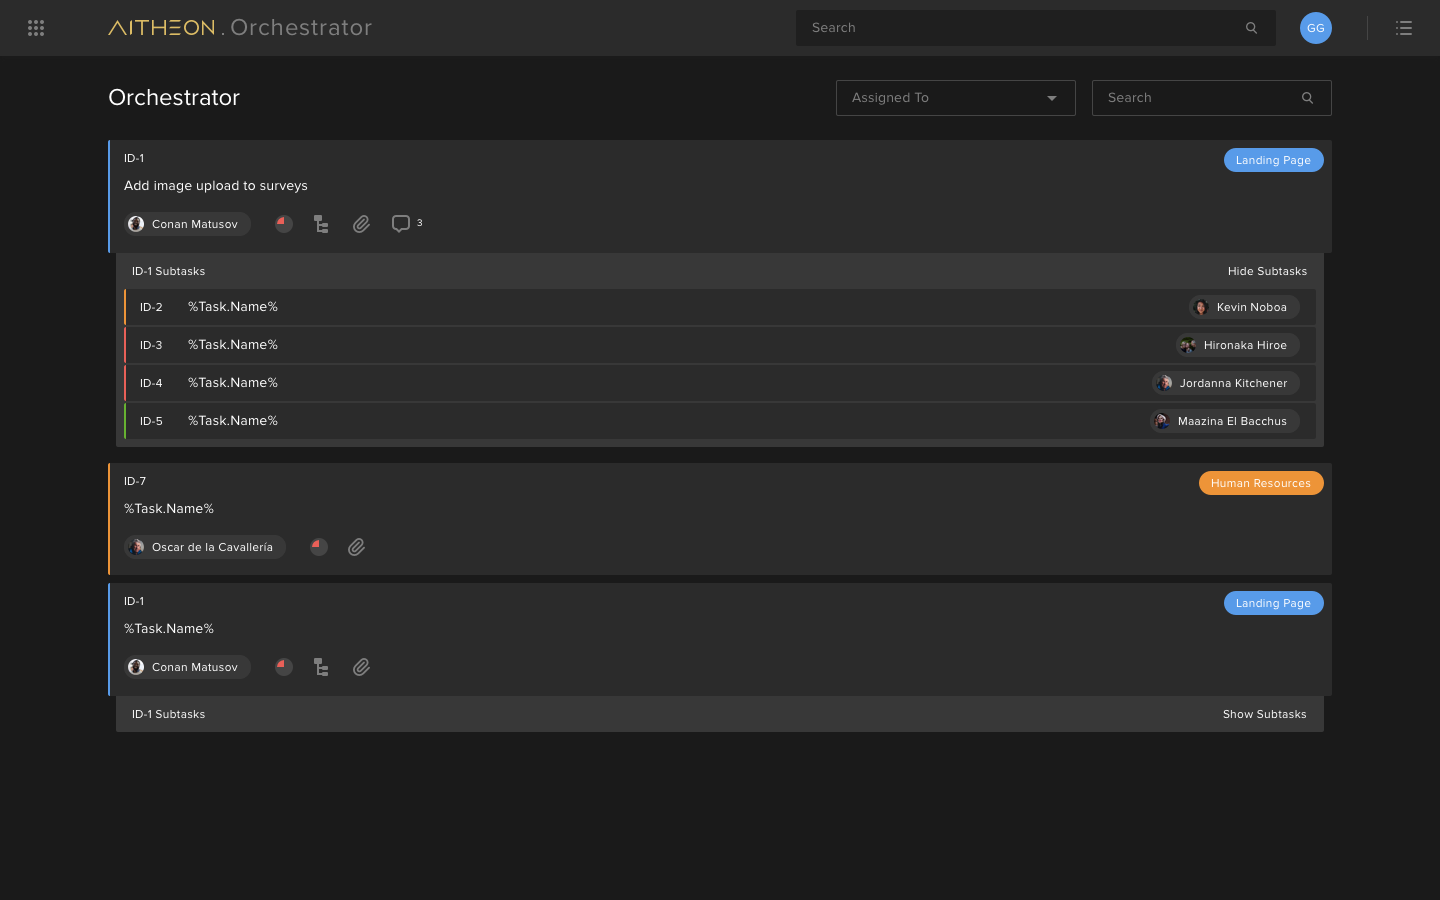 AITHEON . Orchestrator
Search
GG
Orchestrator
Assigned To
Search
ID-1
Landing Page
Add image upload to surveys
Conan Matusov
3
ID-1 Subtasks
Hide Subtasks
ID-2 %Task.Name% Kevin Noboa
ID-3 %Task.Name% Hironaka Hiroe
ID-4 %Task.Name% Jordanna Kitchener
ID-5 %Task.Name% Maazina El Bacchus
ID-7
Human Resources
%Task.Name%
Oscar de la Cavallería
ID-1
Landing Page
%Task.Name%
Conan Matusov
ID-1 Subtasks
Show Subtasks